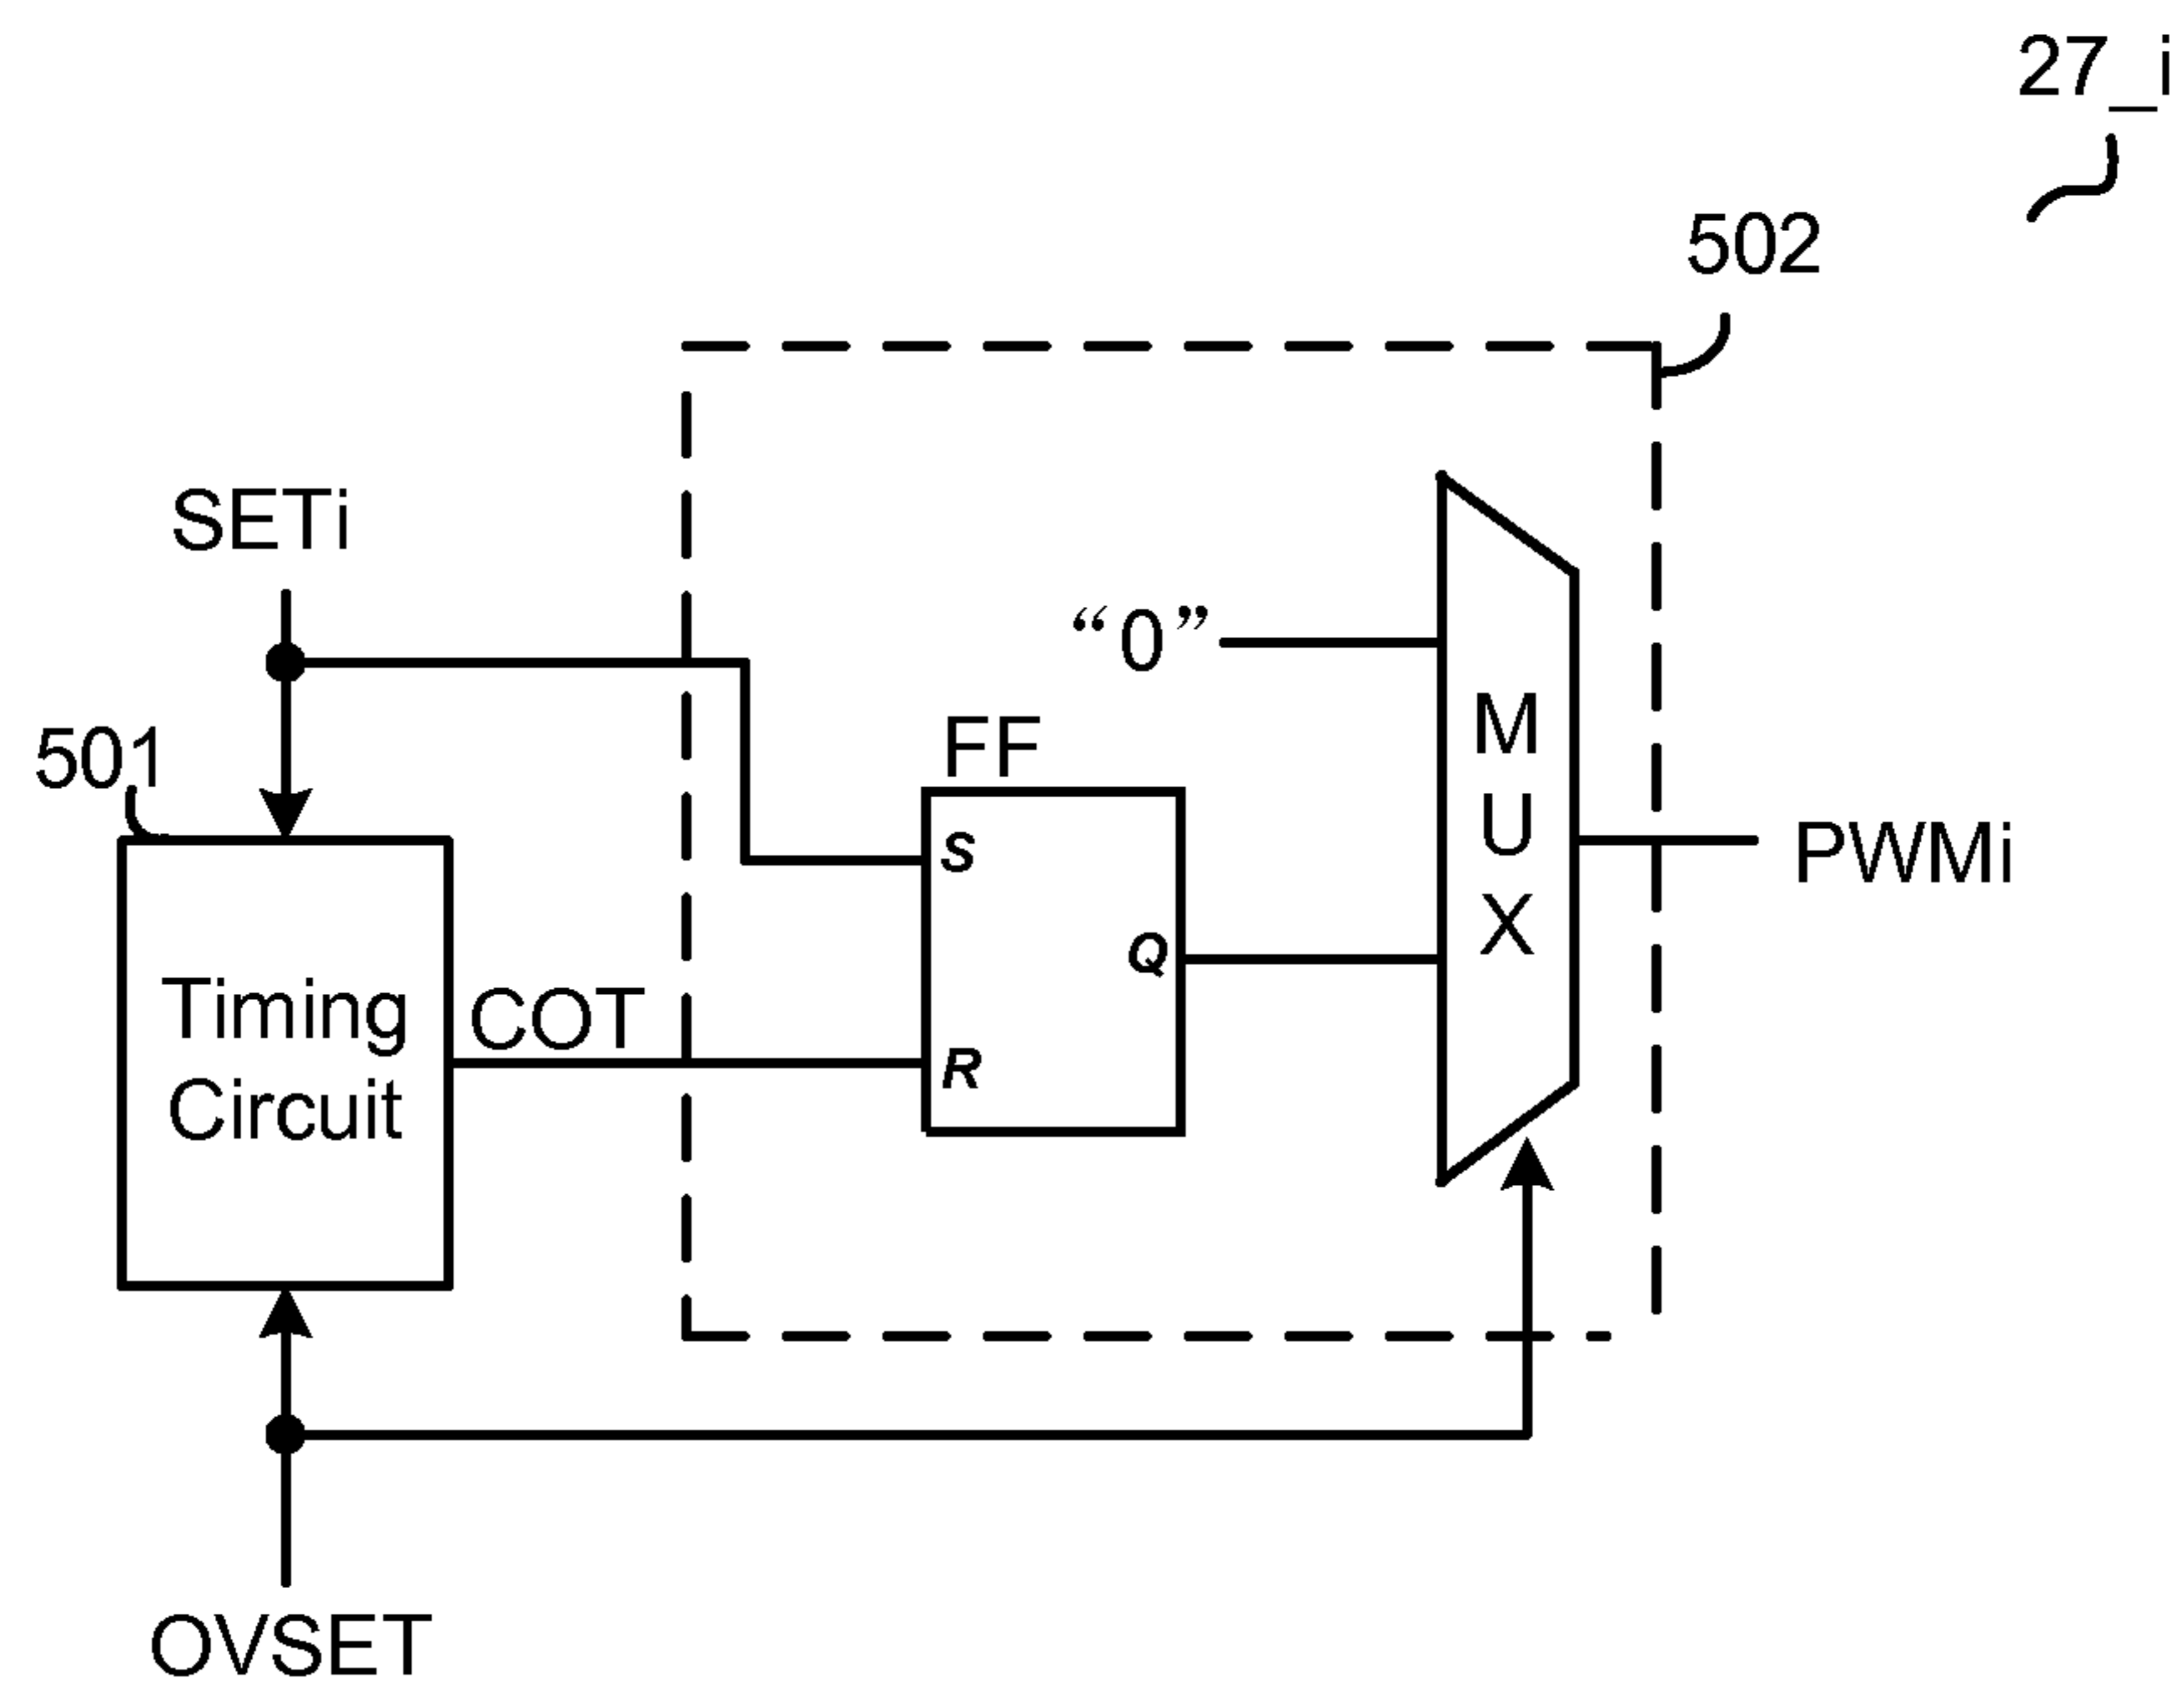 27_i
502
SETi
“0”
501
FF
M
U
X
S
PWMi
Q
Timing
Circuit
COT
R
OVSET